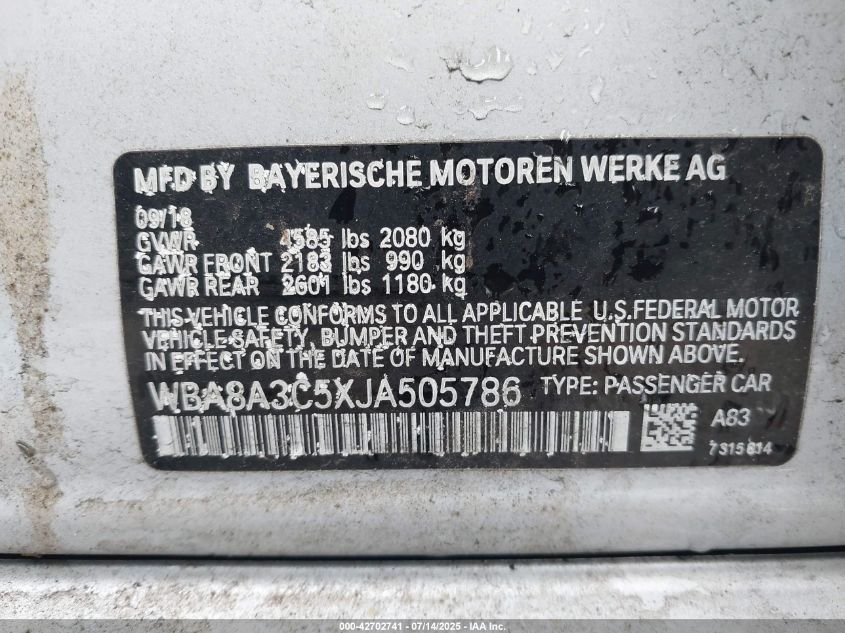 MFD BY BAYERISCHE MOTOREN WERKE AG
09/18
GVWR 4585 lbs 2080 kg
GAWR FRONT 2183 lbs 990 kg
GAWR REAR 2601 lbs 1180 kg
THIS VEHICLE CONFORMS TO ALL APPLICABLE U.S.FEDERAL MOTOR
VEHICLE SAFETY, BUMPER AND THEFT PREVENTION STANDARDS
IN EFFECT ON THE DATE OF MANUFACTURE SHOWN ABOVE.
WBA8A3C5XJA505786 TYPE: PASSENGER CAR
A83
7315814
000-42702741 - 07/14/2025 - IAA Inc.